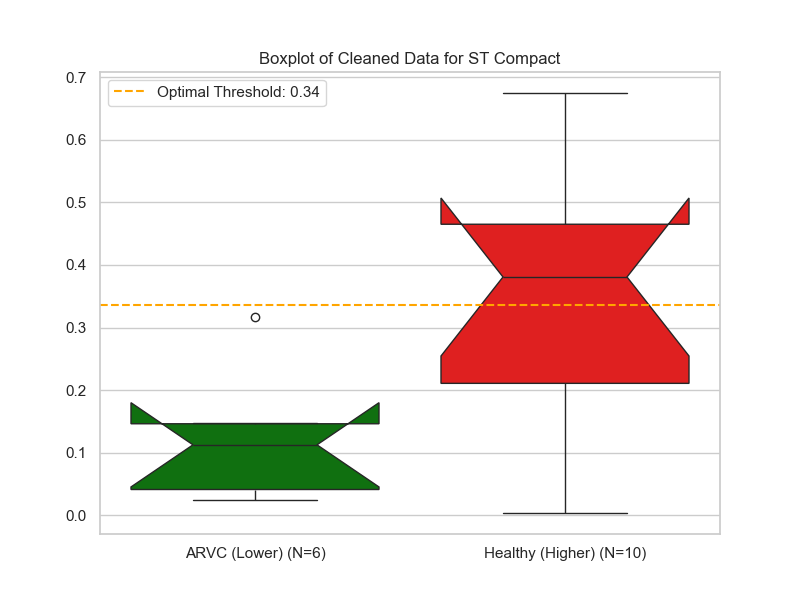 Boxplot of Cleaned Data for ST Compact
Optimal Threshold: 0.34
0.7
0.6
0.5
0.4
0.3
0.2
0.1
0.0
ARVC (Lower) (N=6)
Healthy (Higher) (N=10)